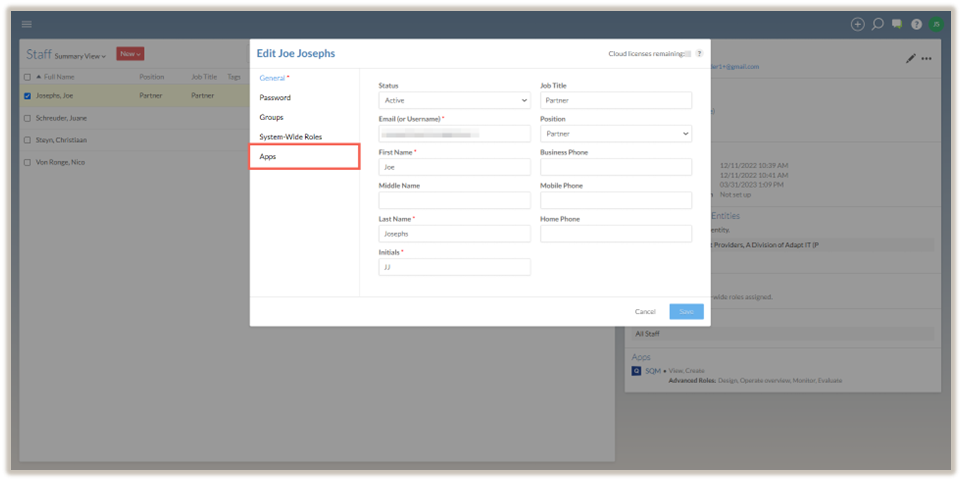 JS
Staff Summary View
New
Full Name Position Job Title Tags
Josephs, Joe Partner Partner
Schreuder, Juane
Steyn, Christiaan
Von Ronge, Nico
Edit Joe Josephs
Cloud licenses remaining: ?
General *
Password
Groups
System-Wide Roles
Apps
Status
Active
Job Title
Partner
Email (or Username) *
Position
Partner
First Name *
Joe
Business Phone
Middle Name
Mobile Phone
Last Name *
Josephs
Home Phone
Initials *
JJ
Cancel Save
@gmail.com
12/11/2022 10:39 AM
12/11/2022 10:41 AM
03/31/2022 1:09 PM
Not set up
Entities
entity.
t Providers, A Division of Adapt IT (P
wide roles assigned.
All Staff
Apps
SQM • View, Create.
Advanced Roles. Design, Operate overview, Monitor, Evaluate